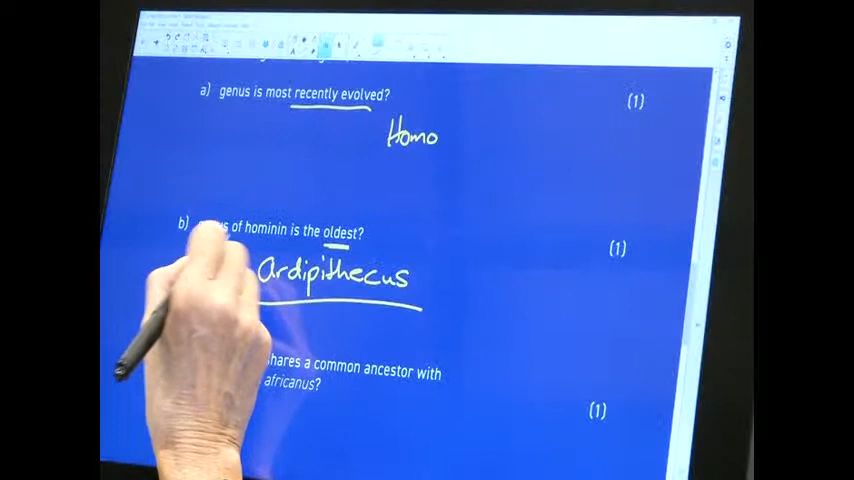 a) genus is most recently evolved?
(1)
Homo
b) of hominin is the oldest?
(1)
Ardipithecus
shares a common ancestor with
africanus?
(1)